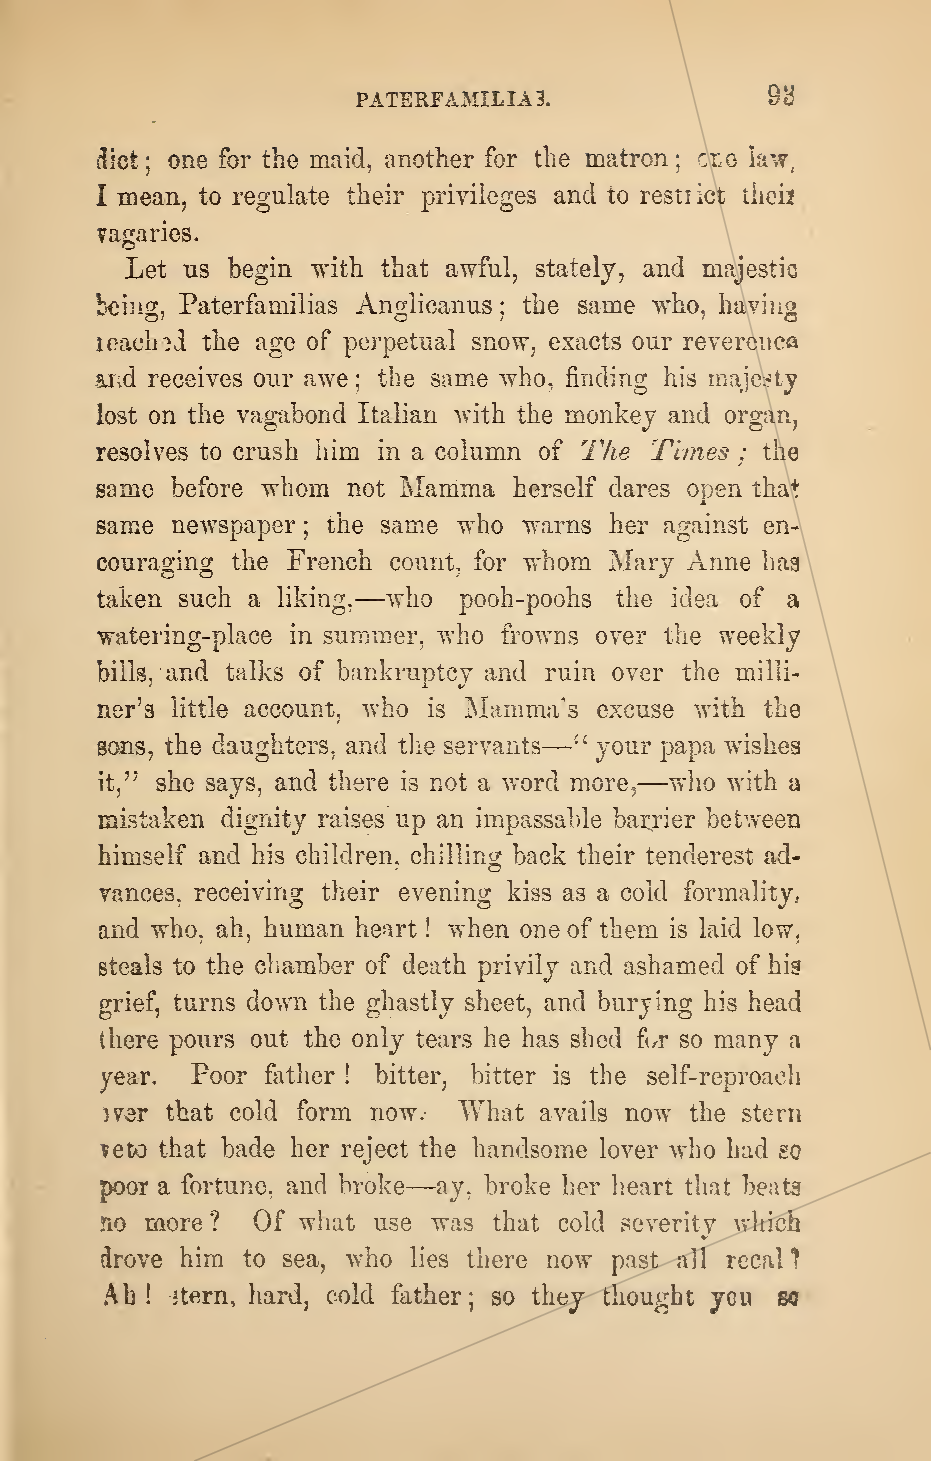 PATERFAMILIAS. 93
dict; one for the maid, another for the matron; one law,
I mean, to regulate their privileges and to restrict their
vagaries.
Let us begin with that awful, stately, and majestic
being, Paterfamilias Anglicanus; the same who, having
reached the age of perpetual snow, exacts our reverence
and receives our awe; the same who, finding his majesty
lost on the vagabond Italian with the monkey and organ,
resolves to crush him in a column of The Times; the
same before whom not Mamma herself dares open that
same newspaper; the same who warns her against en-
couraging the French count, for whom Mary Anne has
taken such a liking,—who pooh-poohs the idea of a
watering-place in summer, who frowns over the weekly
bills, and talks of bankruptcy and ruin over the milli-
ner's little account, who is Mamma's excuse with the
sons, the daughters, and the servants—"your papa wishes
it," she says, and there is not a word more,—who with a
mistaken dignity raises up an impassable barrier between
himself and his children, chilling back their tenderest ad-
vances, receiving their evening kiss as a cold formality,
and who, ah, human heart! when one of them is laid low,
steals to the chamber of death privily and ashamed of his
grief, turns down the ghastly sheet, and burying his head
there pours out the only tears he has shed for so many a
year. Poor father! bitter, bitter is the self-reproach
over that cold form now. What avails now the stern
veto that bade her reject the handsome lover who had so
poor a fortune, and broke—ay, broke her heart that beats
no more? Of what use was that cold severity which
drove him to sea, who lies there now past all recal?
Ah! stern, hard, cold father; so they thought you so